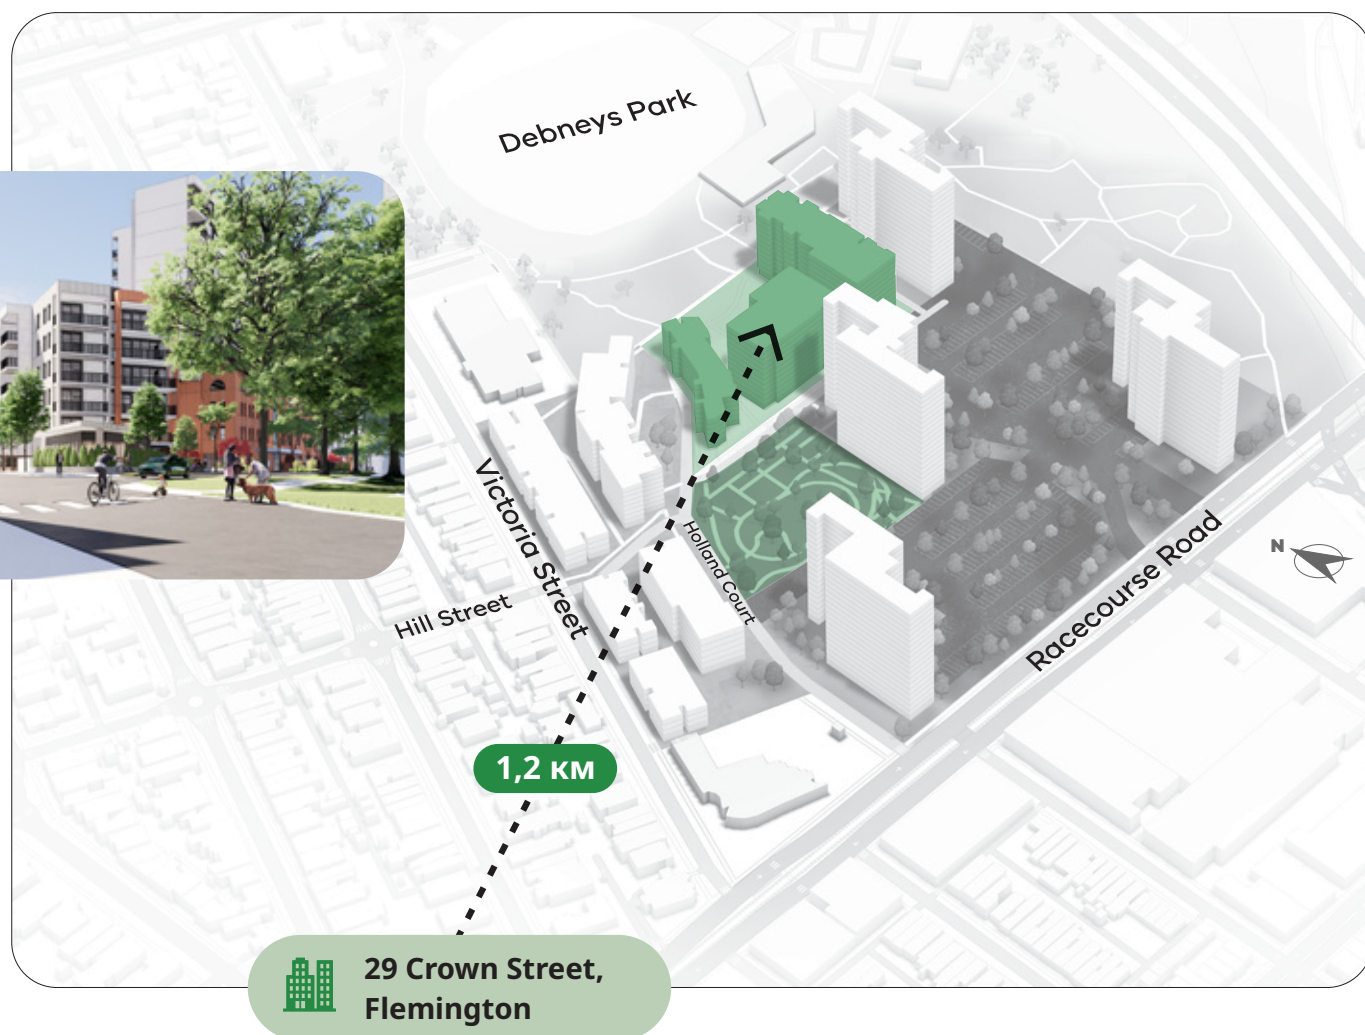 Debneys Park
Victoria Street
Holland Court
Hill Street
Racecourse Road
N
1,2 км
29 Crown Street,
Flemington